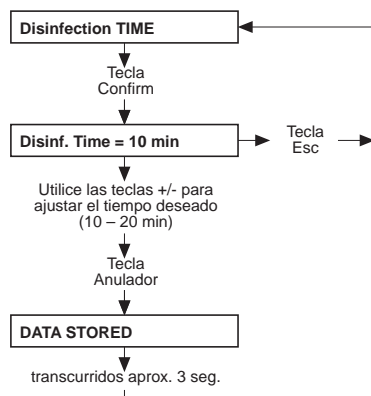 Disinfection TIME
Tecla
Confirm
Disinf. Time = 10 min
Tecla
Esc
Utilice las teclas +/- para
ajustar el tiempo deseado
(10 – 20 min)
Tecla
Anulador
DATA STORED
transcurridos aprox. 3 seg.